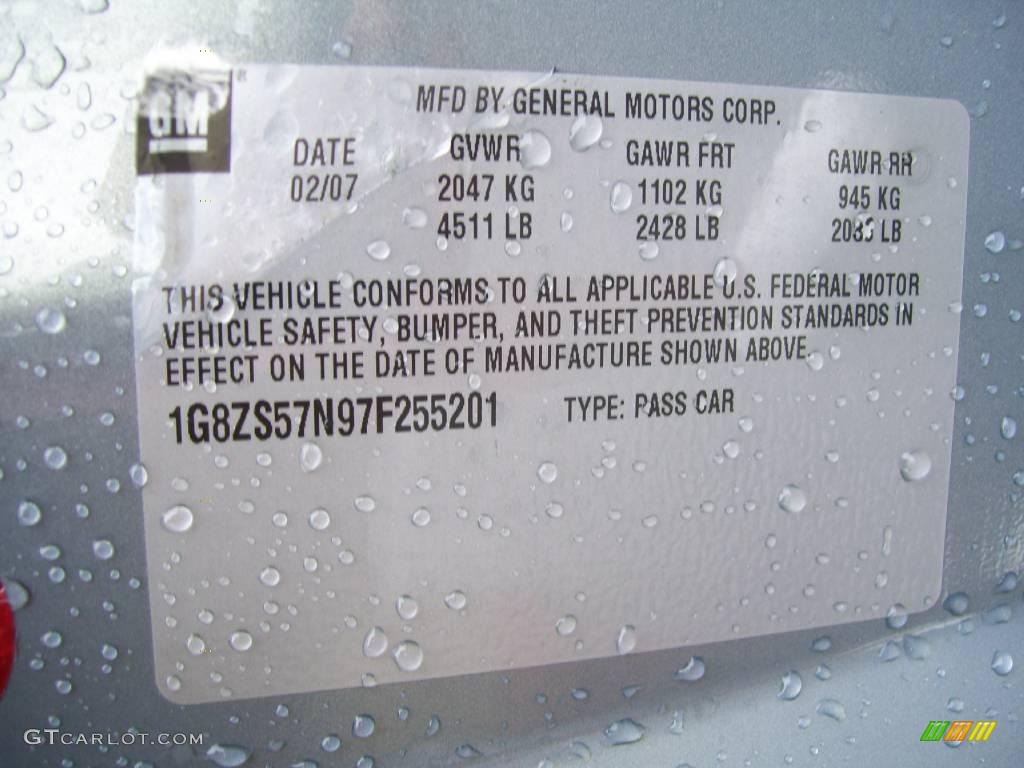 GM ®
MFD BY GENERAL MOTORS CORP.
DATE GVWR GAWR FRT GAWR RR
02/07 2047 KG 1102 KG 945 KG
4511 LB 2428 LB LB
THIS VEHICLE CONFORMS TO ALL APPLICABLE U.S. FEDERAL MOTOR
VEHICLE SAFETY, BUMPER, AND THEFT PREVENTION STANDARDS IN
EFFECT ON THE DATE OF MANUFACTURE SHOWN ABOVE.
1G8ZS57N97F255201 TYPE: PASS CAR
GTCARLOT.COM